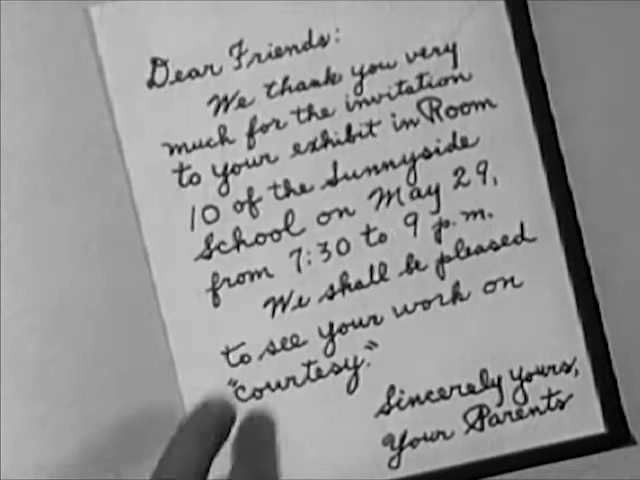 Dear Friends:
We thank you very
much for the invitation
to your exhibit in Room
10 of the Sunnyside
School on May 29,
from 7:30 to 9 p.m.
We shall be pleased
to see your work on
"courtesy."
Sincerely yours,
Your Parents